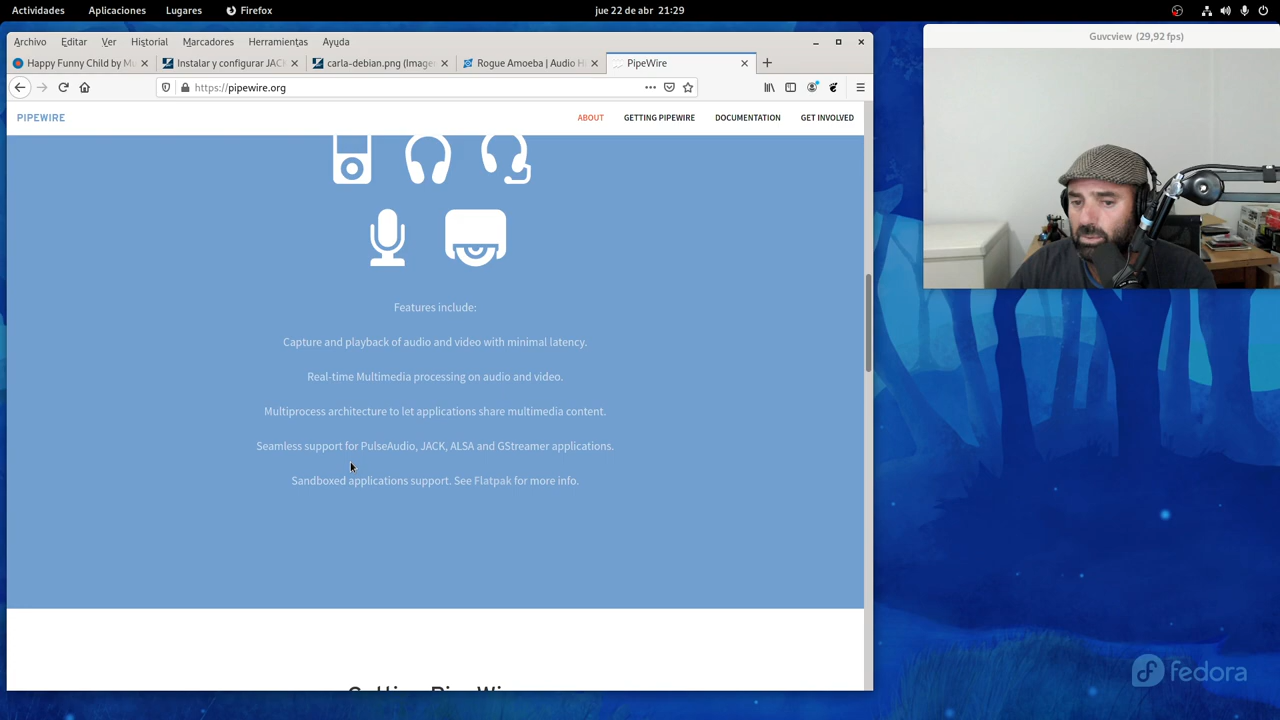 Actividades Aplicaciones Lugares Firefox jue 22 de abr 21:29
Guvcview (29,92 fps)
Archivo Editar Ver Historial Marcadores Herramientas Ayuda
Happy Funny Child by Mu Instalar y configurar JAC carla-debian.png (Image Rogue Amoeba | Audio Hi PipeWire
https://pipewire.org
PIPEWIRE ABOUT GETTING PIPEWIRE DOCUMENTATION GET INVOLVED
Features include:
Capture and playback of audio and video with minimal latency.
Real-time Multimedia processing on audio and video.
Multiprocess architecture to let applications share multimedia content.
Seamless support for PulseAudio, JACK, ALSA and GStreamer applications.
Sandboxed applications support. See Flatpak for more info.
fedora